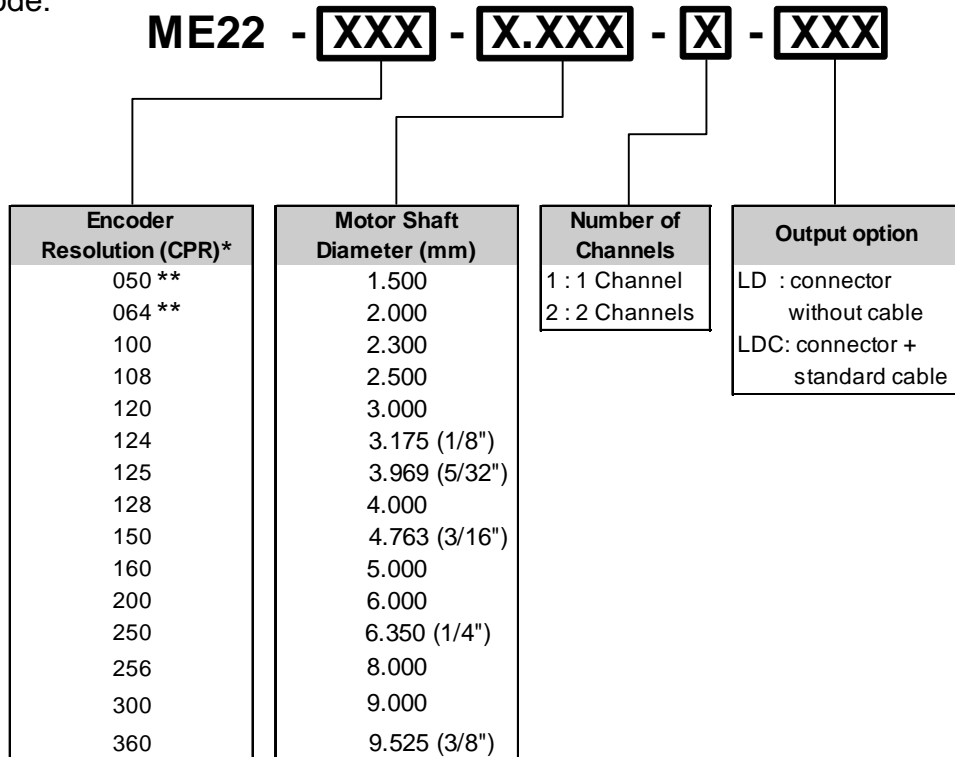 ode:
ME22 - XXX - X.XXX - X - XXX
Encoder
Resolution (CPR)*
050 **
064 **
100
108
120
124
125
128
150
160
200
250
256
300
360
Motor Shaft
Diameter (mm)
1.500
2.000
2.300
2.500
3.000
3.175 (1/8")
3.969 (5/32")
4.000
4.763 (3/16")
5.000
6.000
6.350 (1/4")
8.000
9.000
9.525 (3/8")
Number of
Channels
1 : 1 Channel
2 : 2 Channels
Output option
LD : connector
without cable
LDC: connector +
standard cable